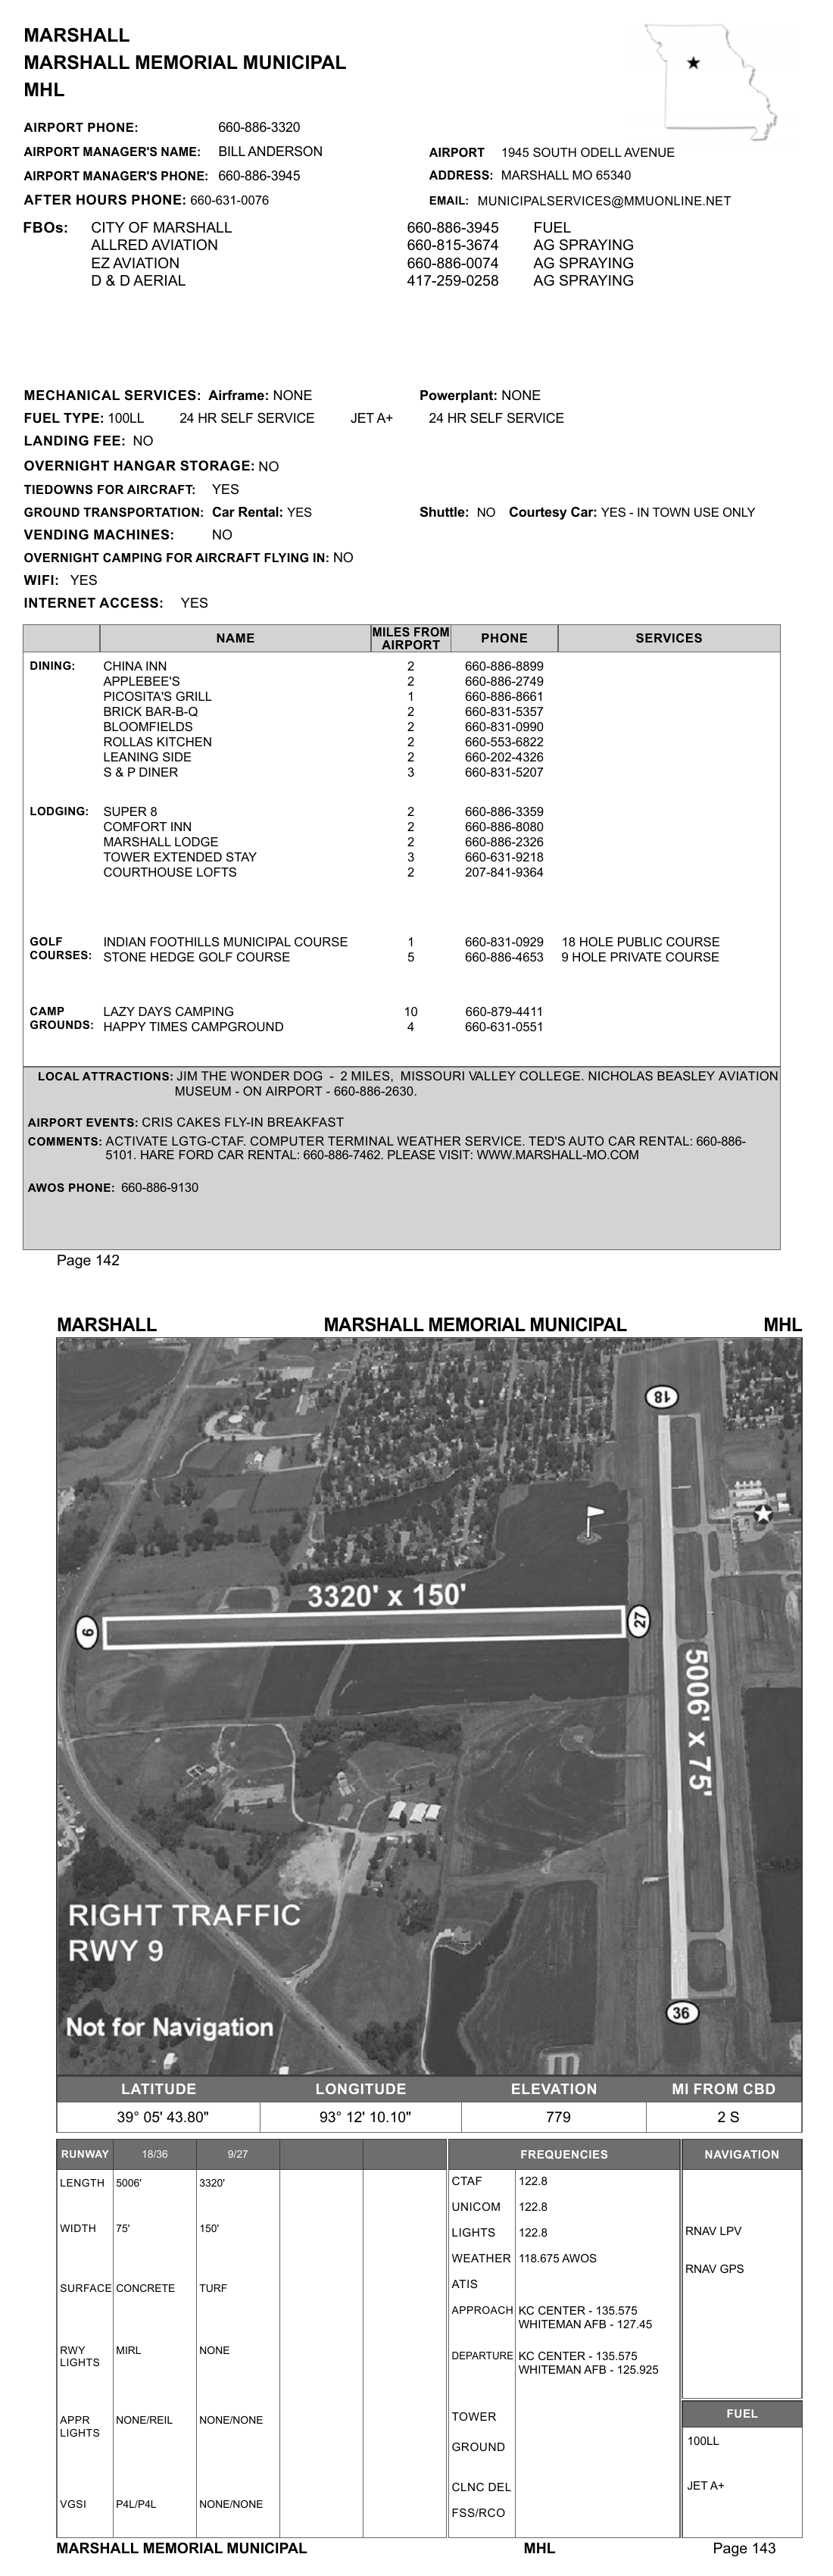 MARSHALL
MARSHALL MEMORIAL MUNICIPAL
MHL
AIRPORT PHONE: 660-886-3320
AIRPORT MANAGER'S NAME: BILL ANDERSON
AIRPORT 1945 SOUTH ODELL AVENUE
AIRPORT MANAGER'S PHONE: 660-886-3945
ADDRESS: MARSHALL MO 65340
AFTER HOURS PHONE: 660-631-0076
EMAIL: MUNICIPALSERVICES@MMUONLINE.NET
FBOs: CITY OF MARSHALL 660-886-3945 FUEL
ALLRED AVIATION 660-815-3674 AG SPRAYING
EZ AVIATION 660-886-0074 AG SPRAYING
D & D AERIAL 417-259-0258 AG SPRAYING
MECHANICAL SERVICES: Airframe: NONE Powerplant: NONE
FUEL TYPE: 100LL 24 HR SELF SERVICE JET A+ 24 HR SELF SERVICE
LANDING FEE: NO
OVERNIGHT HANGAR STORAGE: NO
TIEDOWNS FOR AIRCRAFT: YES
GROUND TRANSPORTATION: Car Rental: YES Shuttle: NO Courtesy Car: YES - IN TOWN USE ONLY
VENDING MACHINES: NO
OVERNIGHT CAMPING FOR AIRCRAFT FLYING IN: NO
WIFI: YES
INTERNET ACCESS: YES
NAME MILES FROM AIRPORT PHONE SERVICES
DINING: CHINA INN 2 660-886-8899
APPLEBEE'S 2 660-886-2749
PICOSITA'S GRILL 1 660-886-8661
BRICK BAR-B-Q 2 660-831-5357
BLOOMFIELDS 2 660-831-0990
ROLLAS KITCHEN 2 660-553-6822
LEANING SIDE 2 660-202-4326
S & P DINER 3 660-831-5207
LODGING: SUPER 8 2 660-886-3359
COMFORT INN 2 660-886-8080
MARSHALL LODGE 2 660-886-2326
TOWER EXTENDED STAY 3 660-631-9218
COURTHOUSE LOFTS 2 207-841-9364
GOLF INDIAN FOOTHILLS MUNICIPAL COURSE 1 660-831-0929 18 HOLE PUBLIC COURSE
COURSES: STONE HEDGE GOLF COURSE 5 660-886-4653 9 HOLE PRIVATE COURSE
CAMP LAZY DAYS CAMPING 10 660-879-4411
GROUNDS: HAPPY TIMES CAMPGROUND 4 660-631-0551
LOCAL ATTRACTIONS: JIM THE WONDER DOG - 2 MILES, MISSOURI VALLEY COLLEGE. NICHOLAS BEASLEY AVIATION
MUSEUM - ON AIRPORT - 660-886-2630.
AIRPORT EVENTS: CRIS CAKES FLY-IN BREAKFAST
COMMENTS: ACTIVATE LGTG-CTAF. COMPUTER TERMINAL WEATHER SERVICE. TED'S AUTO CAR RENTAL: 660-886-
5101. HARE FORD CAR RENTAL: 660-886-7462. PLEASE VISIT: WWW.MARSHALL-MO.COM
AWOS PHONE: 660-886-9130
Page 142
MARSHALL MARSHALL MEMORIAL MUNICIPAL MHL
18
3320' x 150'
9
27
5006' x 75'
RIGHT TRAFFIC
RWY 9
36
Not for Navigation
LATITUDE LONGITUDE ELEVATION MI FROM CBD
39° 05' 43.80" 93° 12' 10.10" 779 2 S
RUNWAY 18/36 9/27
LENGTH 5006' 3320'
WIDTH 75' 150'
SURFACE CONCRETE TURF
RWY LIGHTS MIRL NONE
APPR LIGHTS NONE/REIL NONE/NONE
VGSI P4L/P4L NONE/NONE
FREQUENCIES
CTAF 122.8
UNICOM 122.8
LIGHTS 122.8
WEATHER 118.675 AWOS
ATIS
APPROACH KC CENTER - 135.575
WHITEMAN AFB - 127.45
DEPARTURE KC CENTER - 135.575
WHITEMAN AFB - 125.925
TOWER
GROUND
CLNC DEL
FSS/RCO
NAVIGATION
RNAV LPV
RNAV GPS
FUEL
100LL
JET A+
MARSHALL MEMORIAL MUNICIPAL MHL Page 143